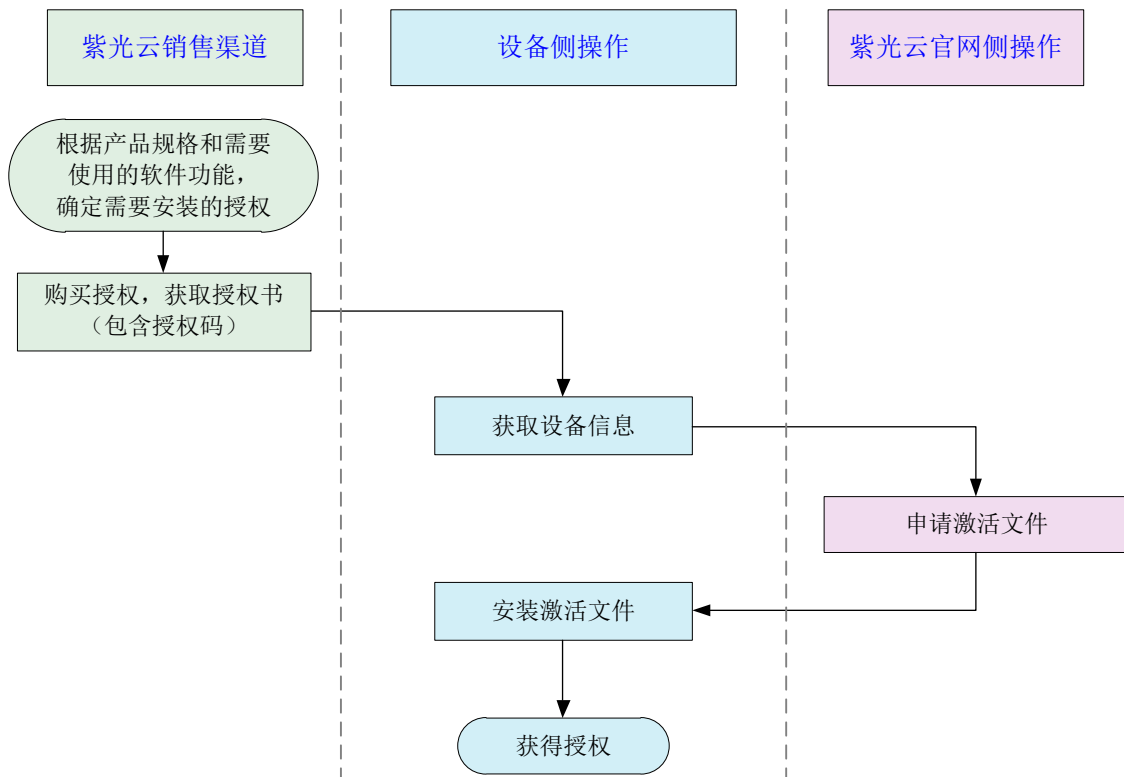 紫光云销售渠道
设备侧操作
紫光云官网侧操作
根据产品规格和需要
使用的软件功能，
确定需要安装的授权
购买授权，获取授权书
（包含授权码）
获取设备信息
申请激活文件
安装激活文件
获得授权